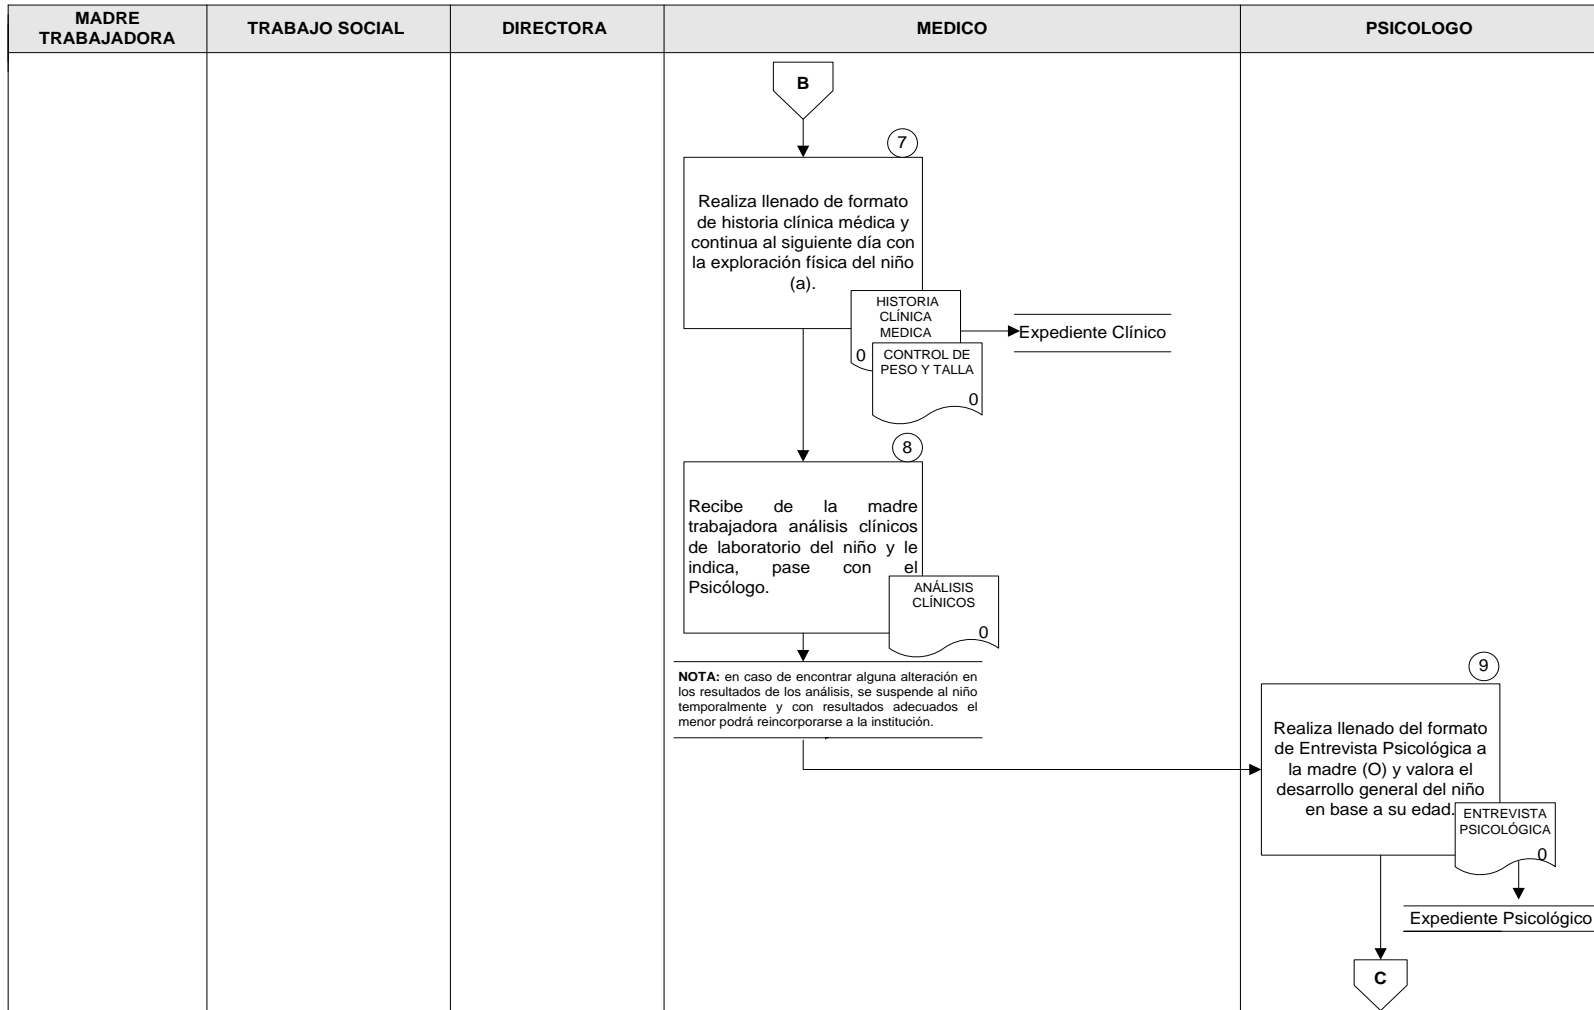 MADRE
TRABAJADORA
TRABAJO SOCIAL
DIRECTORA
MEDICO
PSICOLOGO
B
7
Realiza llenado de formato
de historia clínica médica y
continua al siguiente día con
la exploración física del niño
(a).
HISTORIA
CLÍNICA
MEDICA
0
Expediente Clínico
CONTROL DE
PESO Y TALLA
0
8
Recibe de la madre
trabajadora análisis clínicos
de laboratorio del niño y le
indica, pase con el
Psicólogo.
ANÁLISIS
CLÍNICOS
0
NOTA: en caso de encontrar alguna alteración en
los resultados de los análisis, se suspende al niño
temporalmente y con resultados adecuados el
menor podrá reincorporarse a la institución.
9
Realiza llenado del formato
de Entrevista Psicológica a
la madre (O) y valora el
desarrollo general del niño
en base a su edad.
ENTREVISTA
PSICOLÓGICA
0
Expediente Psicológico
C